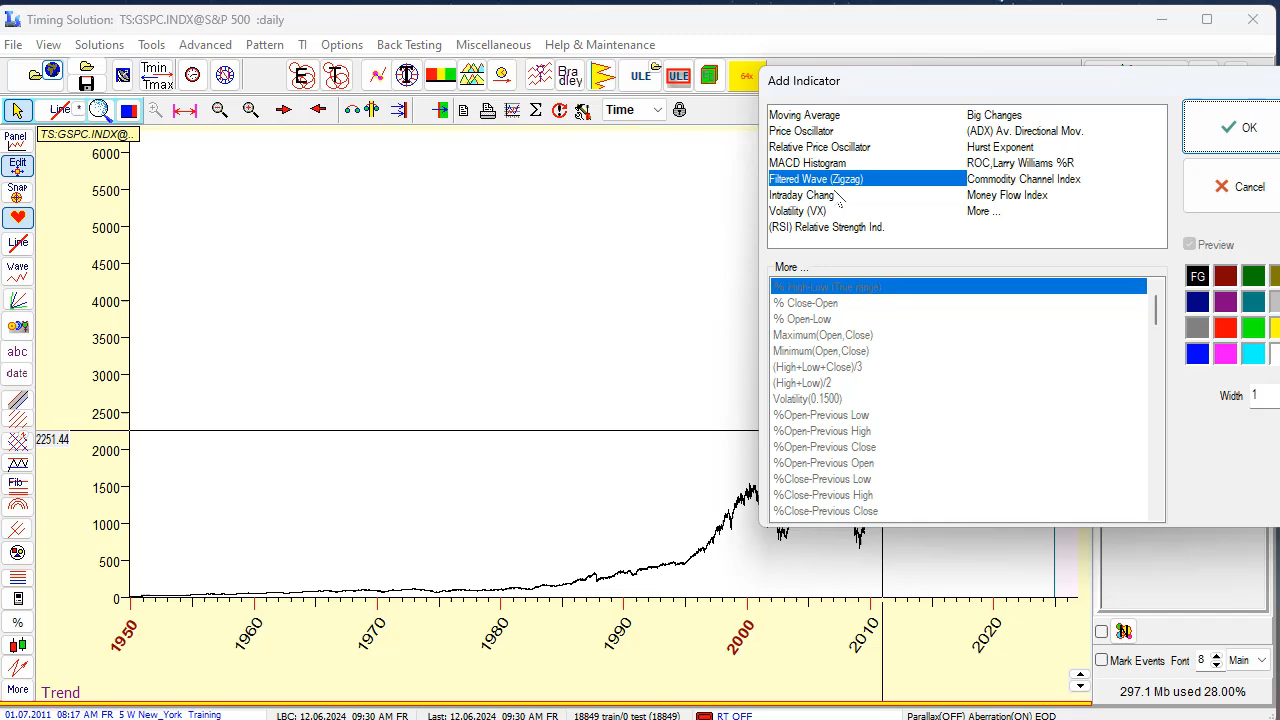 Timing Solution: TS:GSPC.INDX@S&P 500 :daily
File View Solutions Tools Advanced Pattern TI Options Back Testing Miscellaneous Help & Maintenance
Tmin
Tmax
E T T Bra
dley ULE ULE 64x
Line * Time
Panel
Edit
Snap
Line
Wave
abc
date
Fib
%
More
TS:GSPC.INDX@..
6000
5500
5000
4500
4000
3500
3000
2500
2251.44
2000
1500
1000
500
0
1950 1960 1970 1980 1990 2000 2010 2020
Trend
Add Indicator
Moving Average
Price Oscillator
Relative Price Oscillator
MACD Histogram
Filtered Wave (Zigzag)
Intraday Chang
Volatility (VX)
(RSI) Relative Strength Ind.
Big Changes
(ADX) Av. Directional Mov.
Hurst Exponent
ROC,Larry Williams %R
Commodity Channel Index
Money Flow Index
More ...
OK
Cancel
Preview
FG
Width 1
More ...
% High-Low (True range)
% Close-Open
% Open-Low
Maximum(Open,Close)
Minimum(Open,Close)
(High+Low+Close)/3
(High+Low)/2
Volatility(0.1500)
%Open-Previous Low
%Open-Previous High
%Open-Previous Close
%Open-Previous Open
%Close-Previous Low
%Close-Previous High
%Close-Previous Close
Mark Events Font 8 Main
297.1 Mb used 28.00%
01.07.2011 08:17 AM FR 5 W New_York Training LBC: 12.06.2024 09:30 AM FR Last: 12.06.2024 09:30 AM FR 18849 train/0 test (18849) RT OFF Parallax(OFF) Aberration(ON) EOD